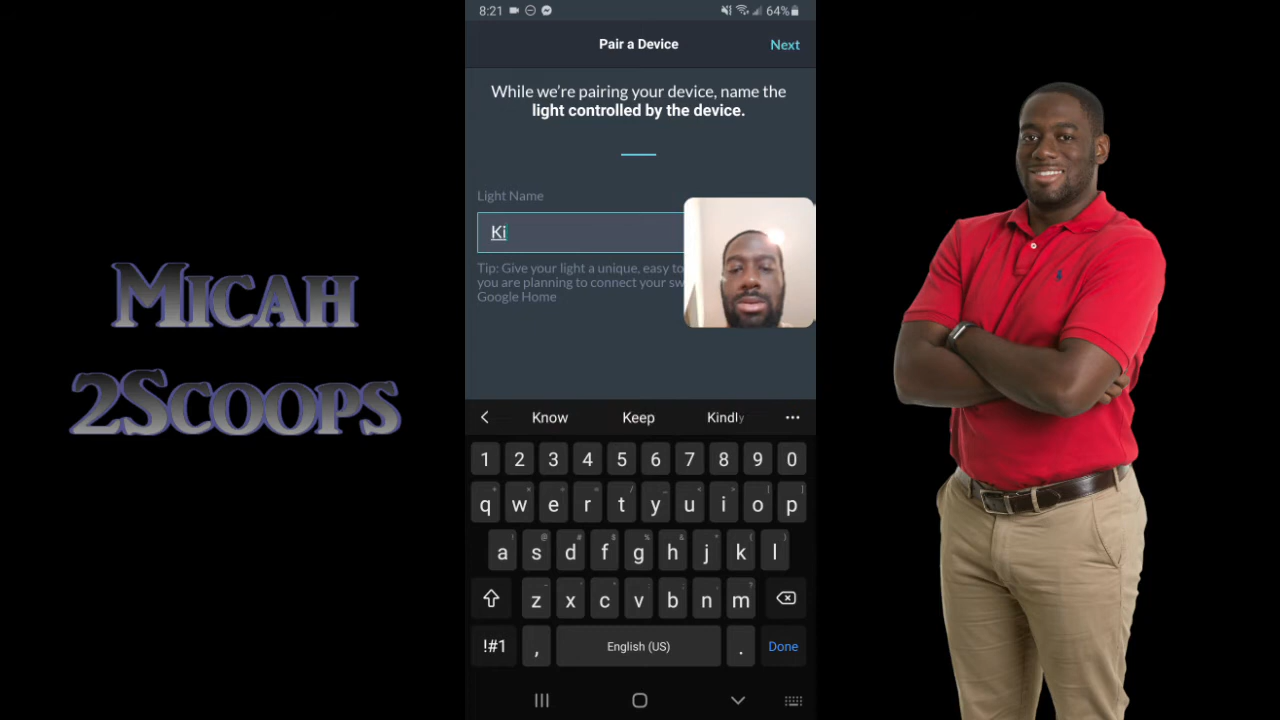 Micah
2Scoops
8:21
64%
Pair a Device
Next
While we're pairing your device, name the
light controlled by the device.
Light Name
Ki
Tip: Give your light a unique, easy to
you are planning to connect your sw
Google Home
Know
Keep
Kindly
1 2 3 4 5 6 7 8 9 0
q w e r t y u i o p
a s d f g h j k l
z x c v b n m
!#1 , English (US) . Done